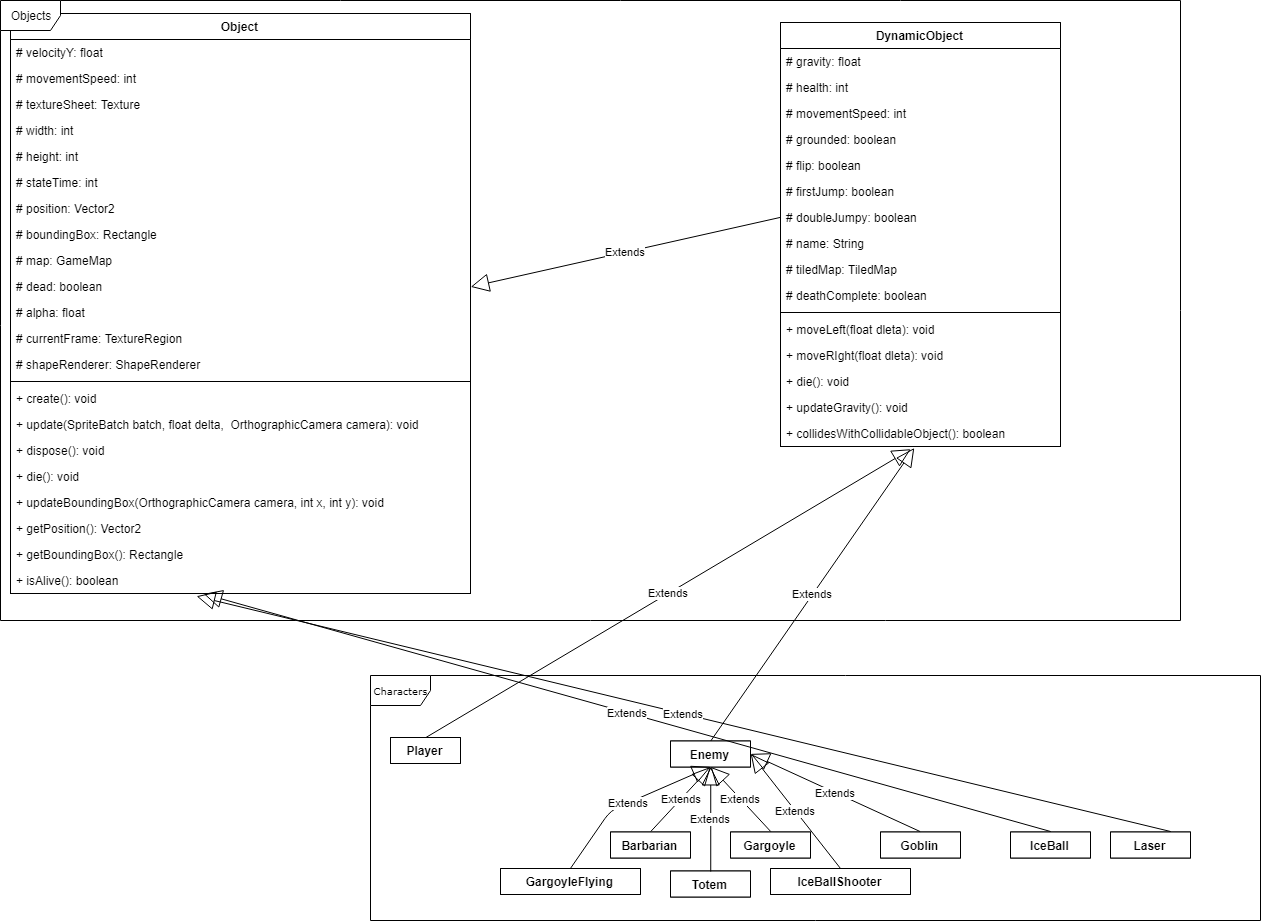 Objects
Object
# velocityY: float
# movementSpeed: int
# textureSheet: Texture
# width: int
# height: int
# stateTime: int
# position: Vector2
# boundingBox: Rectangle
# map: GameMap
# dead: boolean
# alpha: float
# currentFrame: TextureRegion
# shapeRenderer: ShapeRenderer
+ create(): void
+ update(SpriteBatch batch, float delta,  OrthographicCamera camera): void
+ dispose(): void
+ die(): void
+ updateBoundingBox(OrthographicCamera camera, int x, int y): void
+ getPosition(): Vector2
+ getBoundingBox(): Rectangle
+ isAlive(): boolean
DynamicObject
# gravity: float
# health: int
# movementSpeed: int
# grounded: boolean
# flip: boolean
# firstJump: boolean
# doubleJumpy: boolean
# name: String
# tiledMap: TiledMap
# deathComplete: boolean
+ moveLeft(float dleta): void
+ moveRIght(float dleta): void
+ die(): void
+ updateGravity(): void
+ collidesWithCollidableObject(): boolean
Extends
Extends
Extends
Characters
Extends
Extends
Player
Enemy
Extends
Extends
Extends
Extends
Extends
Extends
Barbarian
Gargoyle
Goblin
IceBall
Laser
GargoyleFlying
Totem
IceBallShooter